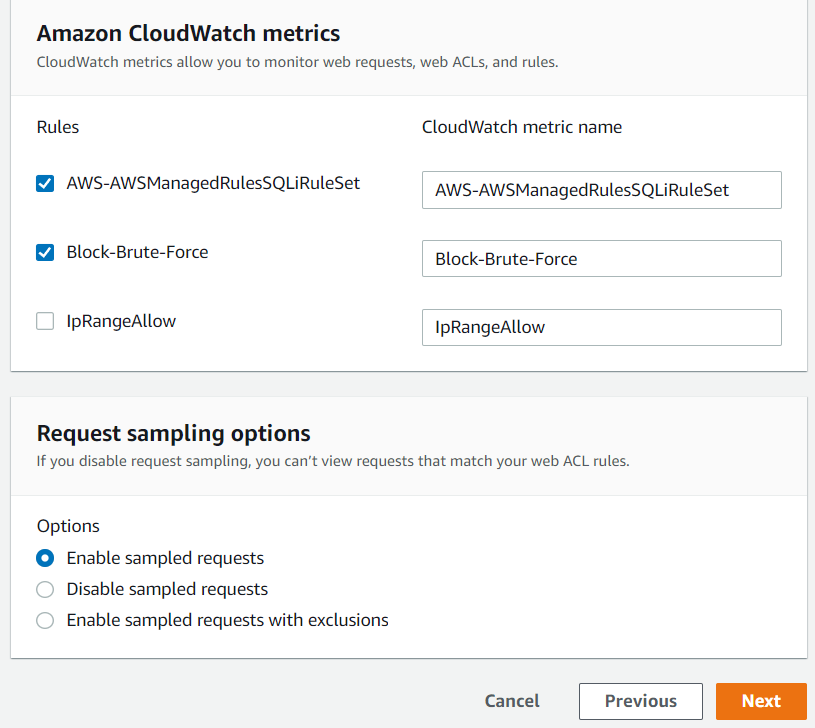 Amazon CloudWatch metrics
CloudWatch metrics allow you to monitor web requests, web ACLs, and rules.
Rules
CloudWatch metric name
AWS-AWSManagedRulesSQLiRuleSet
AWS-AWSManagedRulesSQLiRuleSet
Block-Brute-Force
Block-Brute-Force
IpRangeAllow
IpRangeAllow
Request sampling options
If you disable request sampling, you can’t view requests that match your web ACL rules.
Options
Enable sampled requests
Disable sampled requests
Enable sampled requests with exclusions
Cancel
Previous
Next